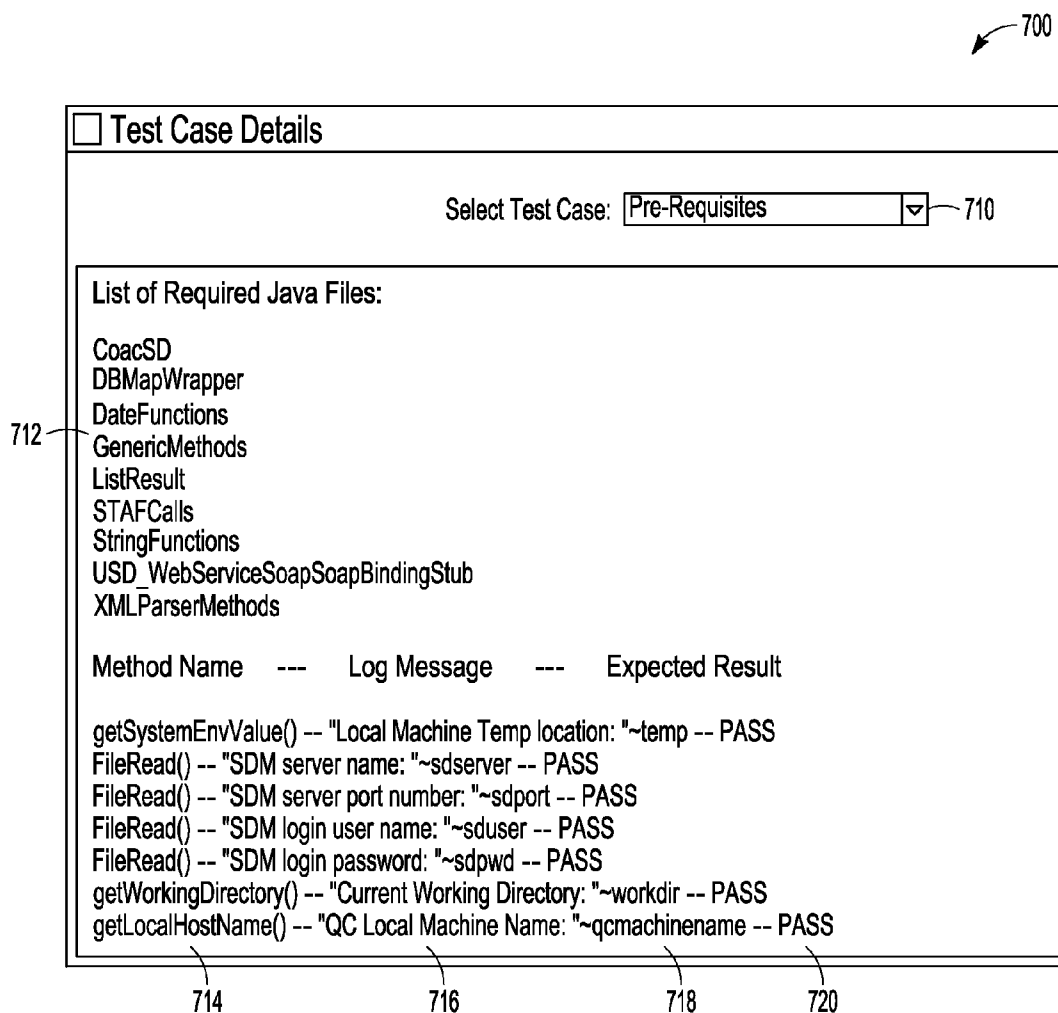 700
Test Case Details
Select Test Case: Pre-Requisites 710
List of Required Java Files:
CoacSD
DBMapWrapper
DateFunctions
712 GenericMethods
ListResult
STAFCalls
StringFunctions
USD_WebServiceSoapSoapBindingStub
XMLParserMethods
Method Name --- Log Message --- Expected Result
getSystemEnvValue() -- "Local Machine Temp location: "~temp -- PASS
FileRead() -- "SDM server name: "~sdserver -- PASS
FileRead() -- "SDM server port number: "~sdport -- PASS
FileRead() -- "SDM login user name: "~sduser -- PASS
FileRead() -- "SDM login password: "~sdpwd -- PASS
getWorkingDirectory() -- "Current Working Directory: "~workdir -- PASS
getLocalHostName() -- "QC Local Machine Name: "~qcmachinename -- PASS
714 716 718 720